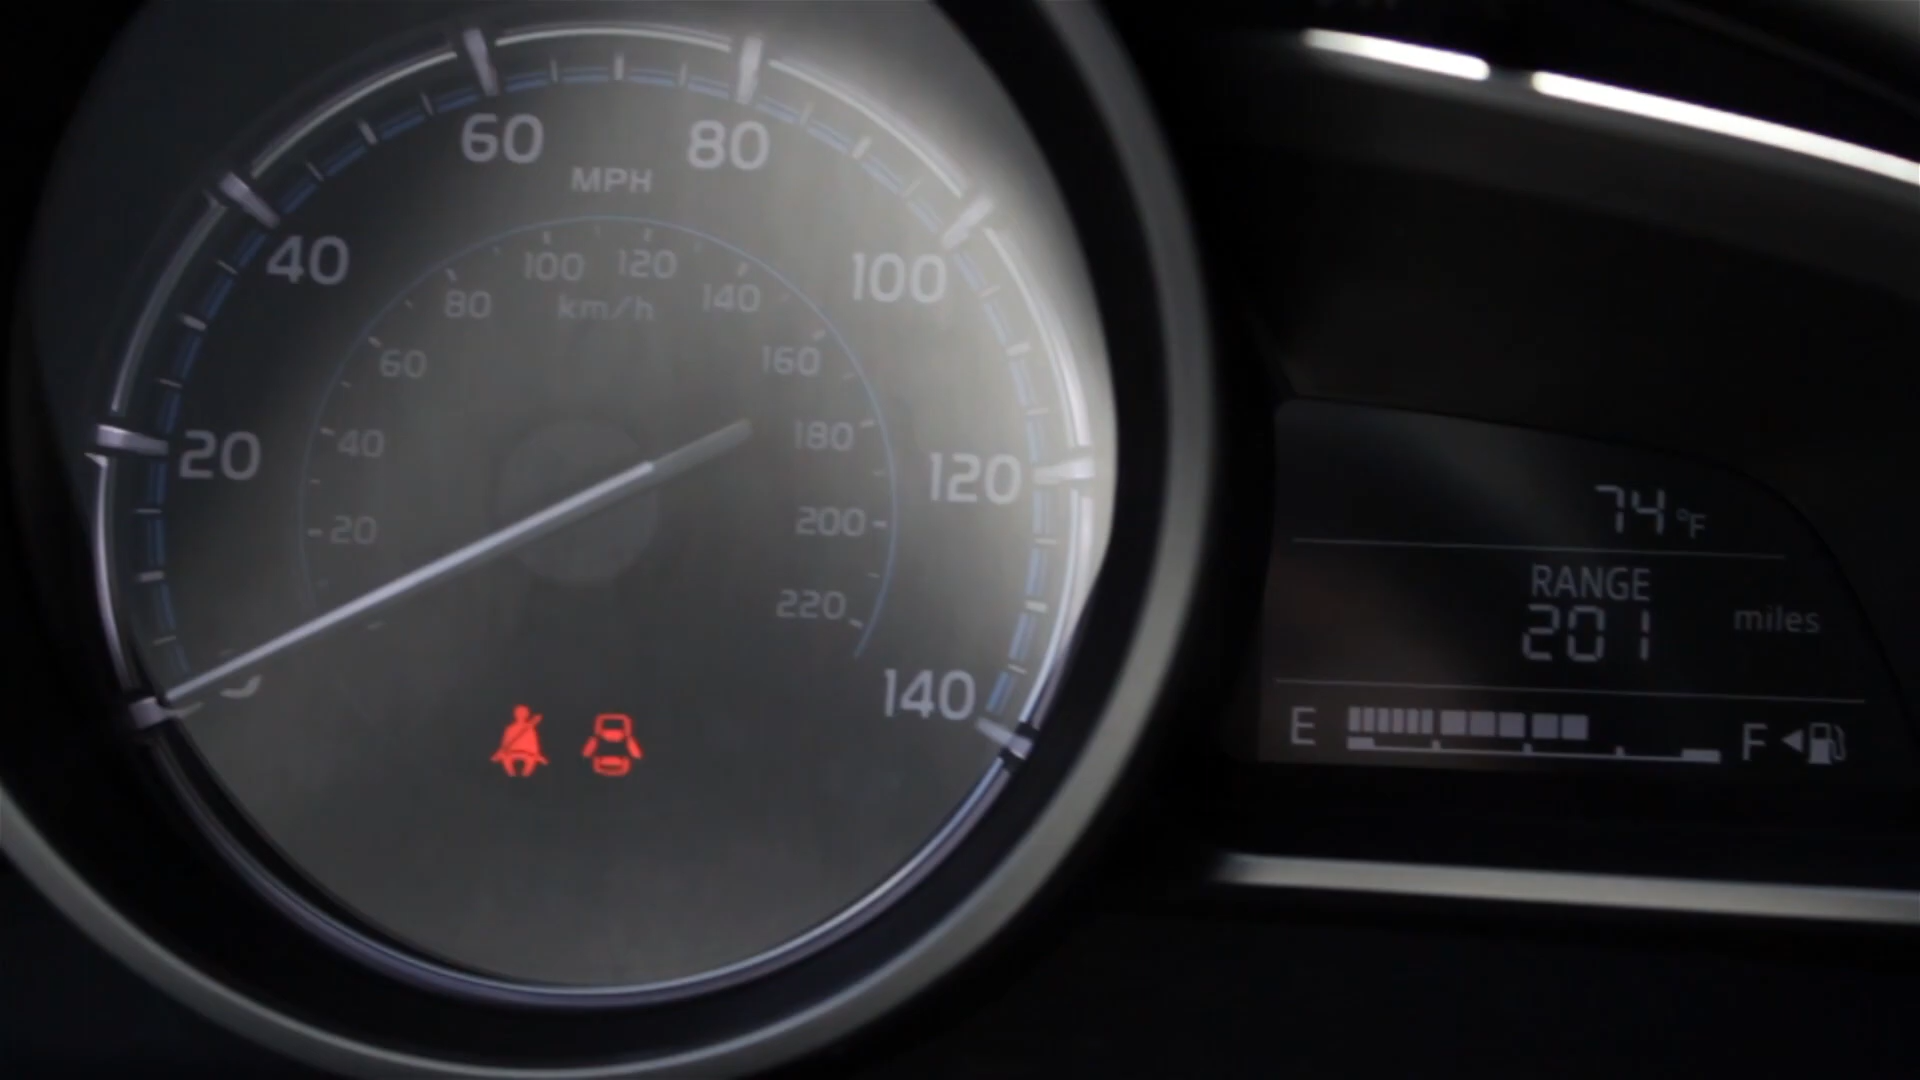 60 80
MPH
40 100
100 120
80 km/h 140
60 160
20 40 180 120
20 200
220
140
74°F
RANGE
201 miles
E F